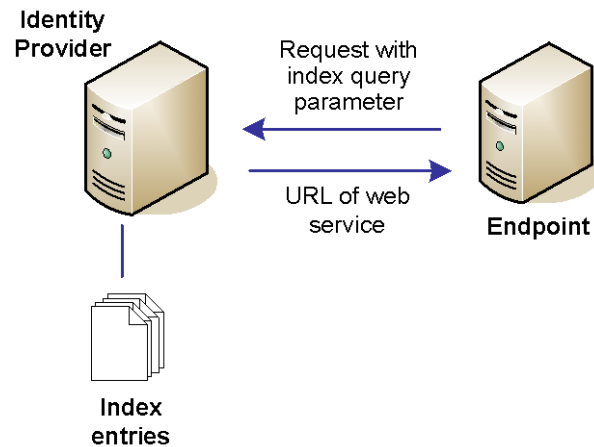 Identity
Provider
Request with
index query
parameter
URL of web
service
Endpoint
Index
entries